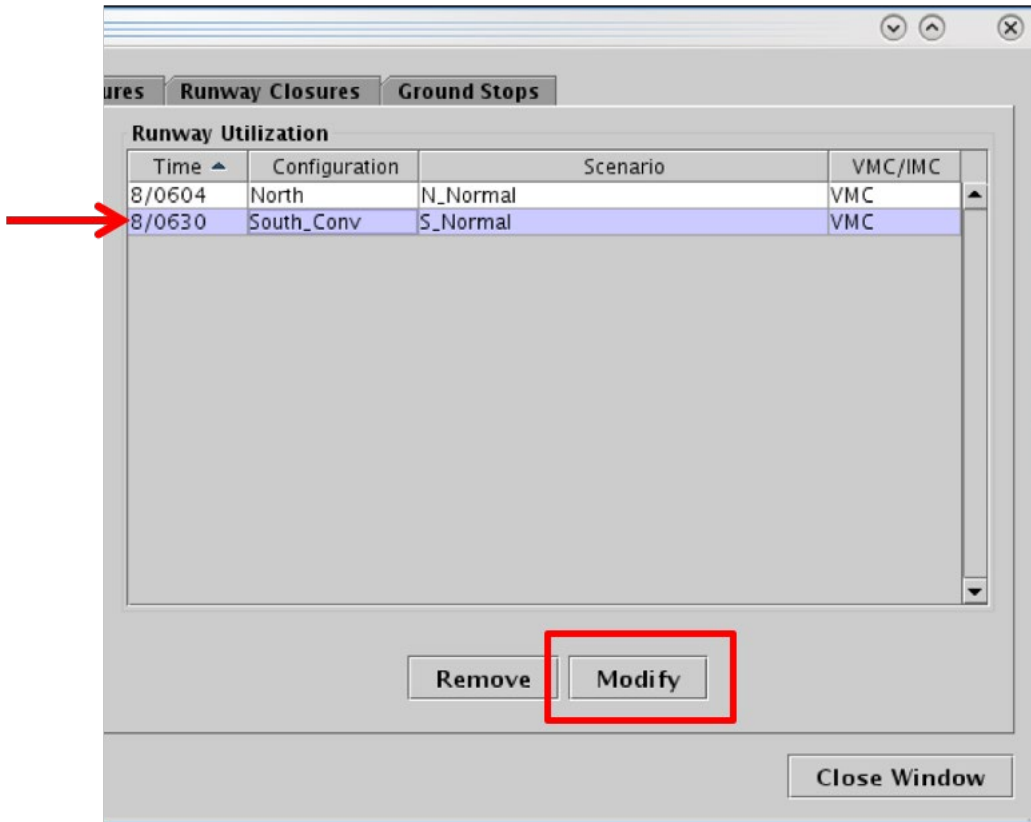 ures Runway Closures Ground Stops
Runway Utilization
Time Configuration Scenario VMC/IMC
8/0604 North N_Normal VMC
8/0630 South_Conv S_Normal VMC
Remove Modify
Close Window